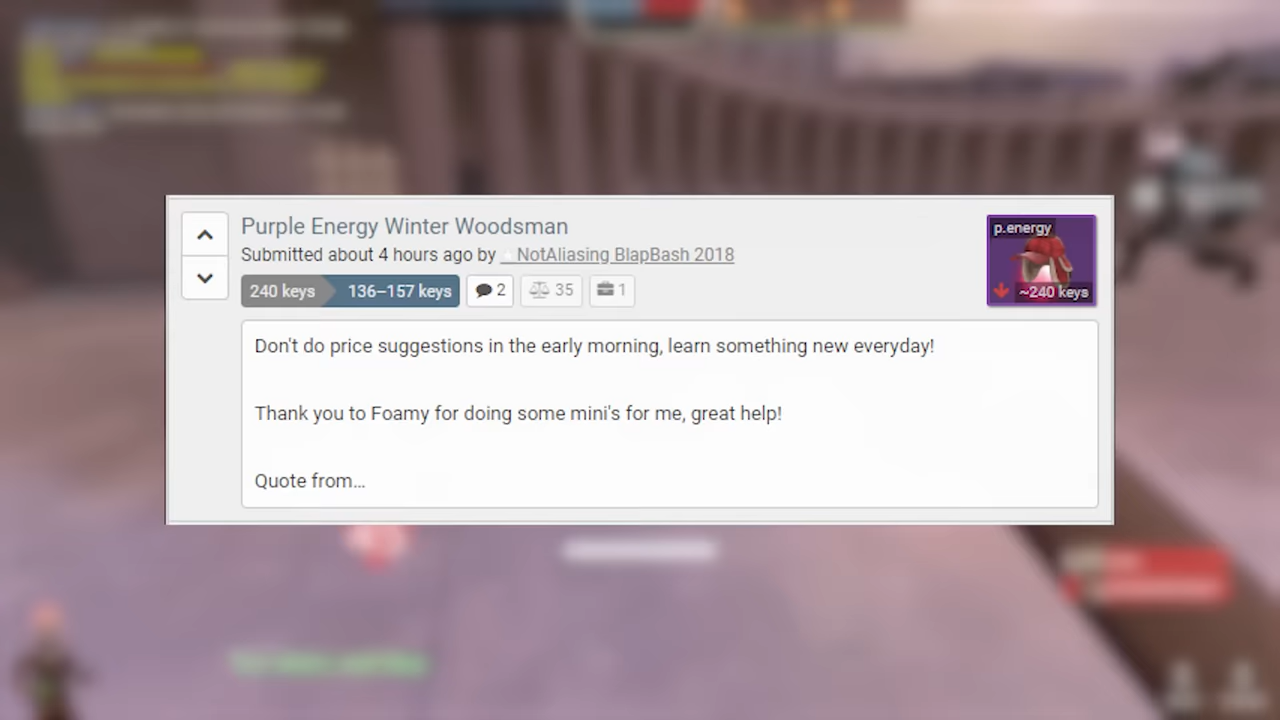 Purple Energy Winter Woodsman
Submitted about 4 hours ago by NotAliasing BlapBash 2018
240 keys 136–157 keys 2 35 1
p.energy
~240 keys
Don't do price suggestions in the early morning, learn something new everyday!
Thank you to Foamy for doing some mini's for me, great help!
Quote from...